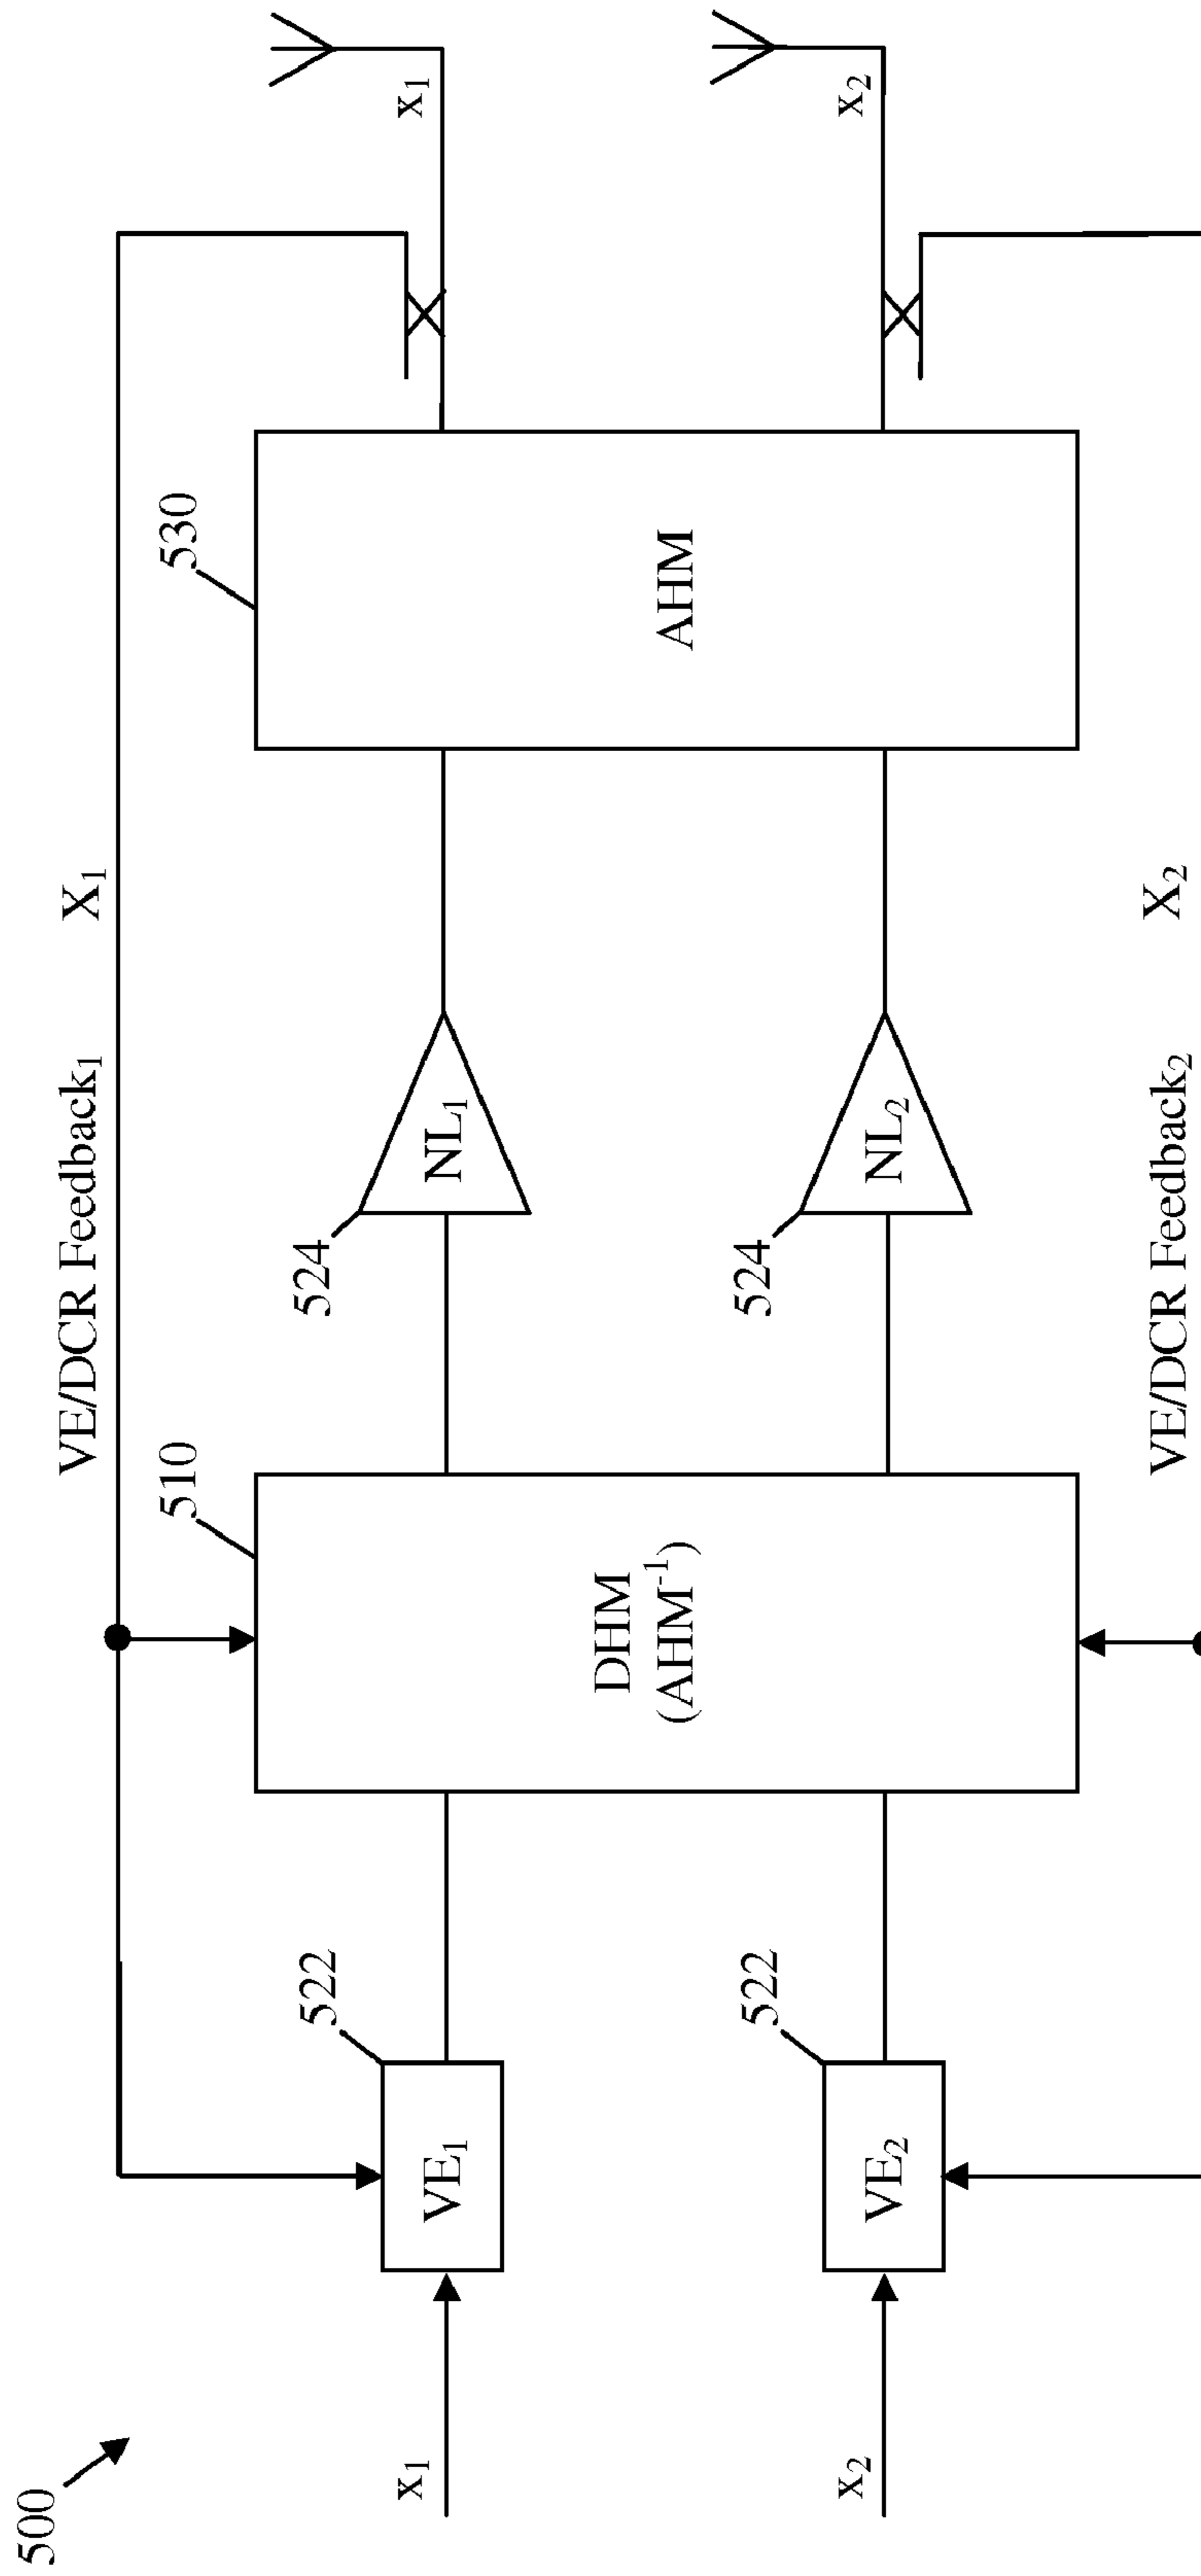 500
VE/DCR Feedback₁
X₁
510
530
x₁
VE₁
522
524
NL₁
x₁
DHM
(AHM⁻¹)
AHM
x₂
VE₂
522
524
NL₂
x₂
VE/DCR Feedback₂
X₂